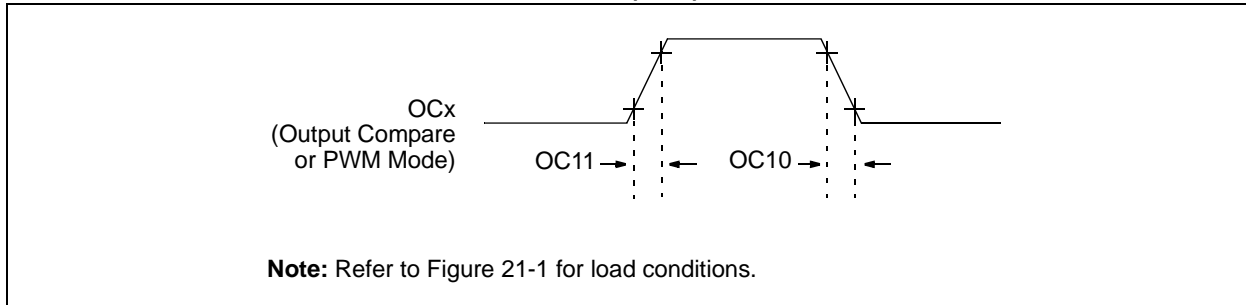 OCx
(Output Compare
or PWM Mode)
OC11
OC10
Note: Refer to Figure 21-1 for load conditions.